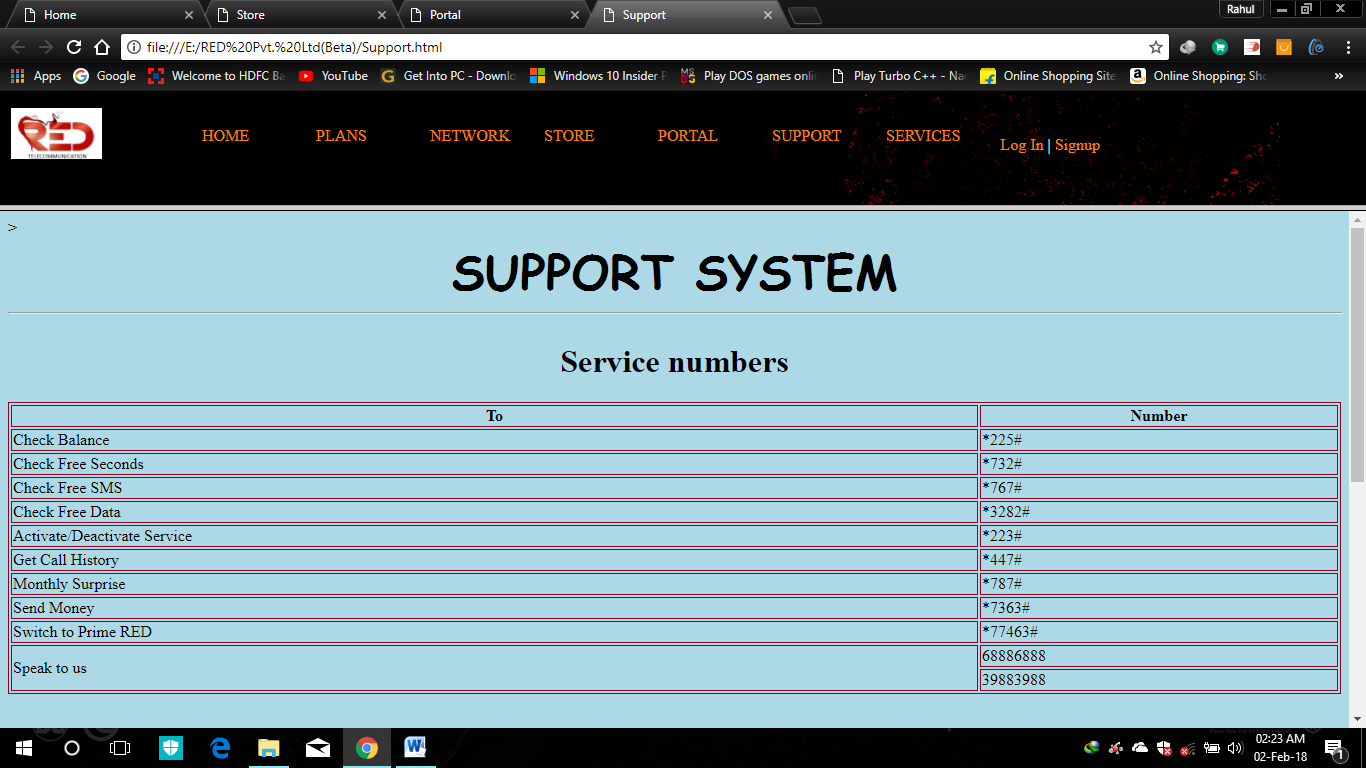 Home Store Portal Support Rahul
file:///E:/RED%20Pvt.%20Ltd(Beta)/Support.html
Apps Google Welcome to HDFC Ba YouTube Get Into PC - Downlo Windows 10 Insider P Play DOS games onli Play Turbo C++ - Nac Online Shopping Site Online Shopping: Sho »
RED
TELECOMMUNICATION
HOME PLANS NETWORK STORE PORTAL SUPPORT SERVICES Log In | Signup
>
SUPPORT SYSTEM
Service numbers
To Number
Check Balance *225#
Check Free Seconds *732#
Check Free SMS *767#
Check Free Data *3282#
Activate/Deactivate Service *223#
Get Call History *447#
Monthly Surprise *787#
Send Money *7363#
Switch to Prime RED *77463#
Speak to us 68886888
39883988
02:23 AM
02-Feb-18
1